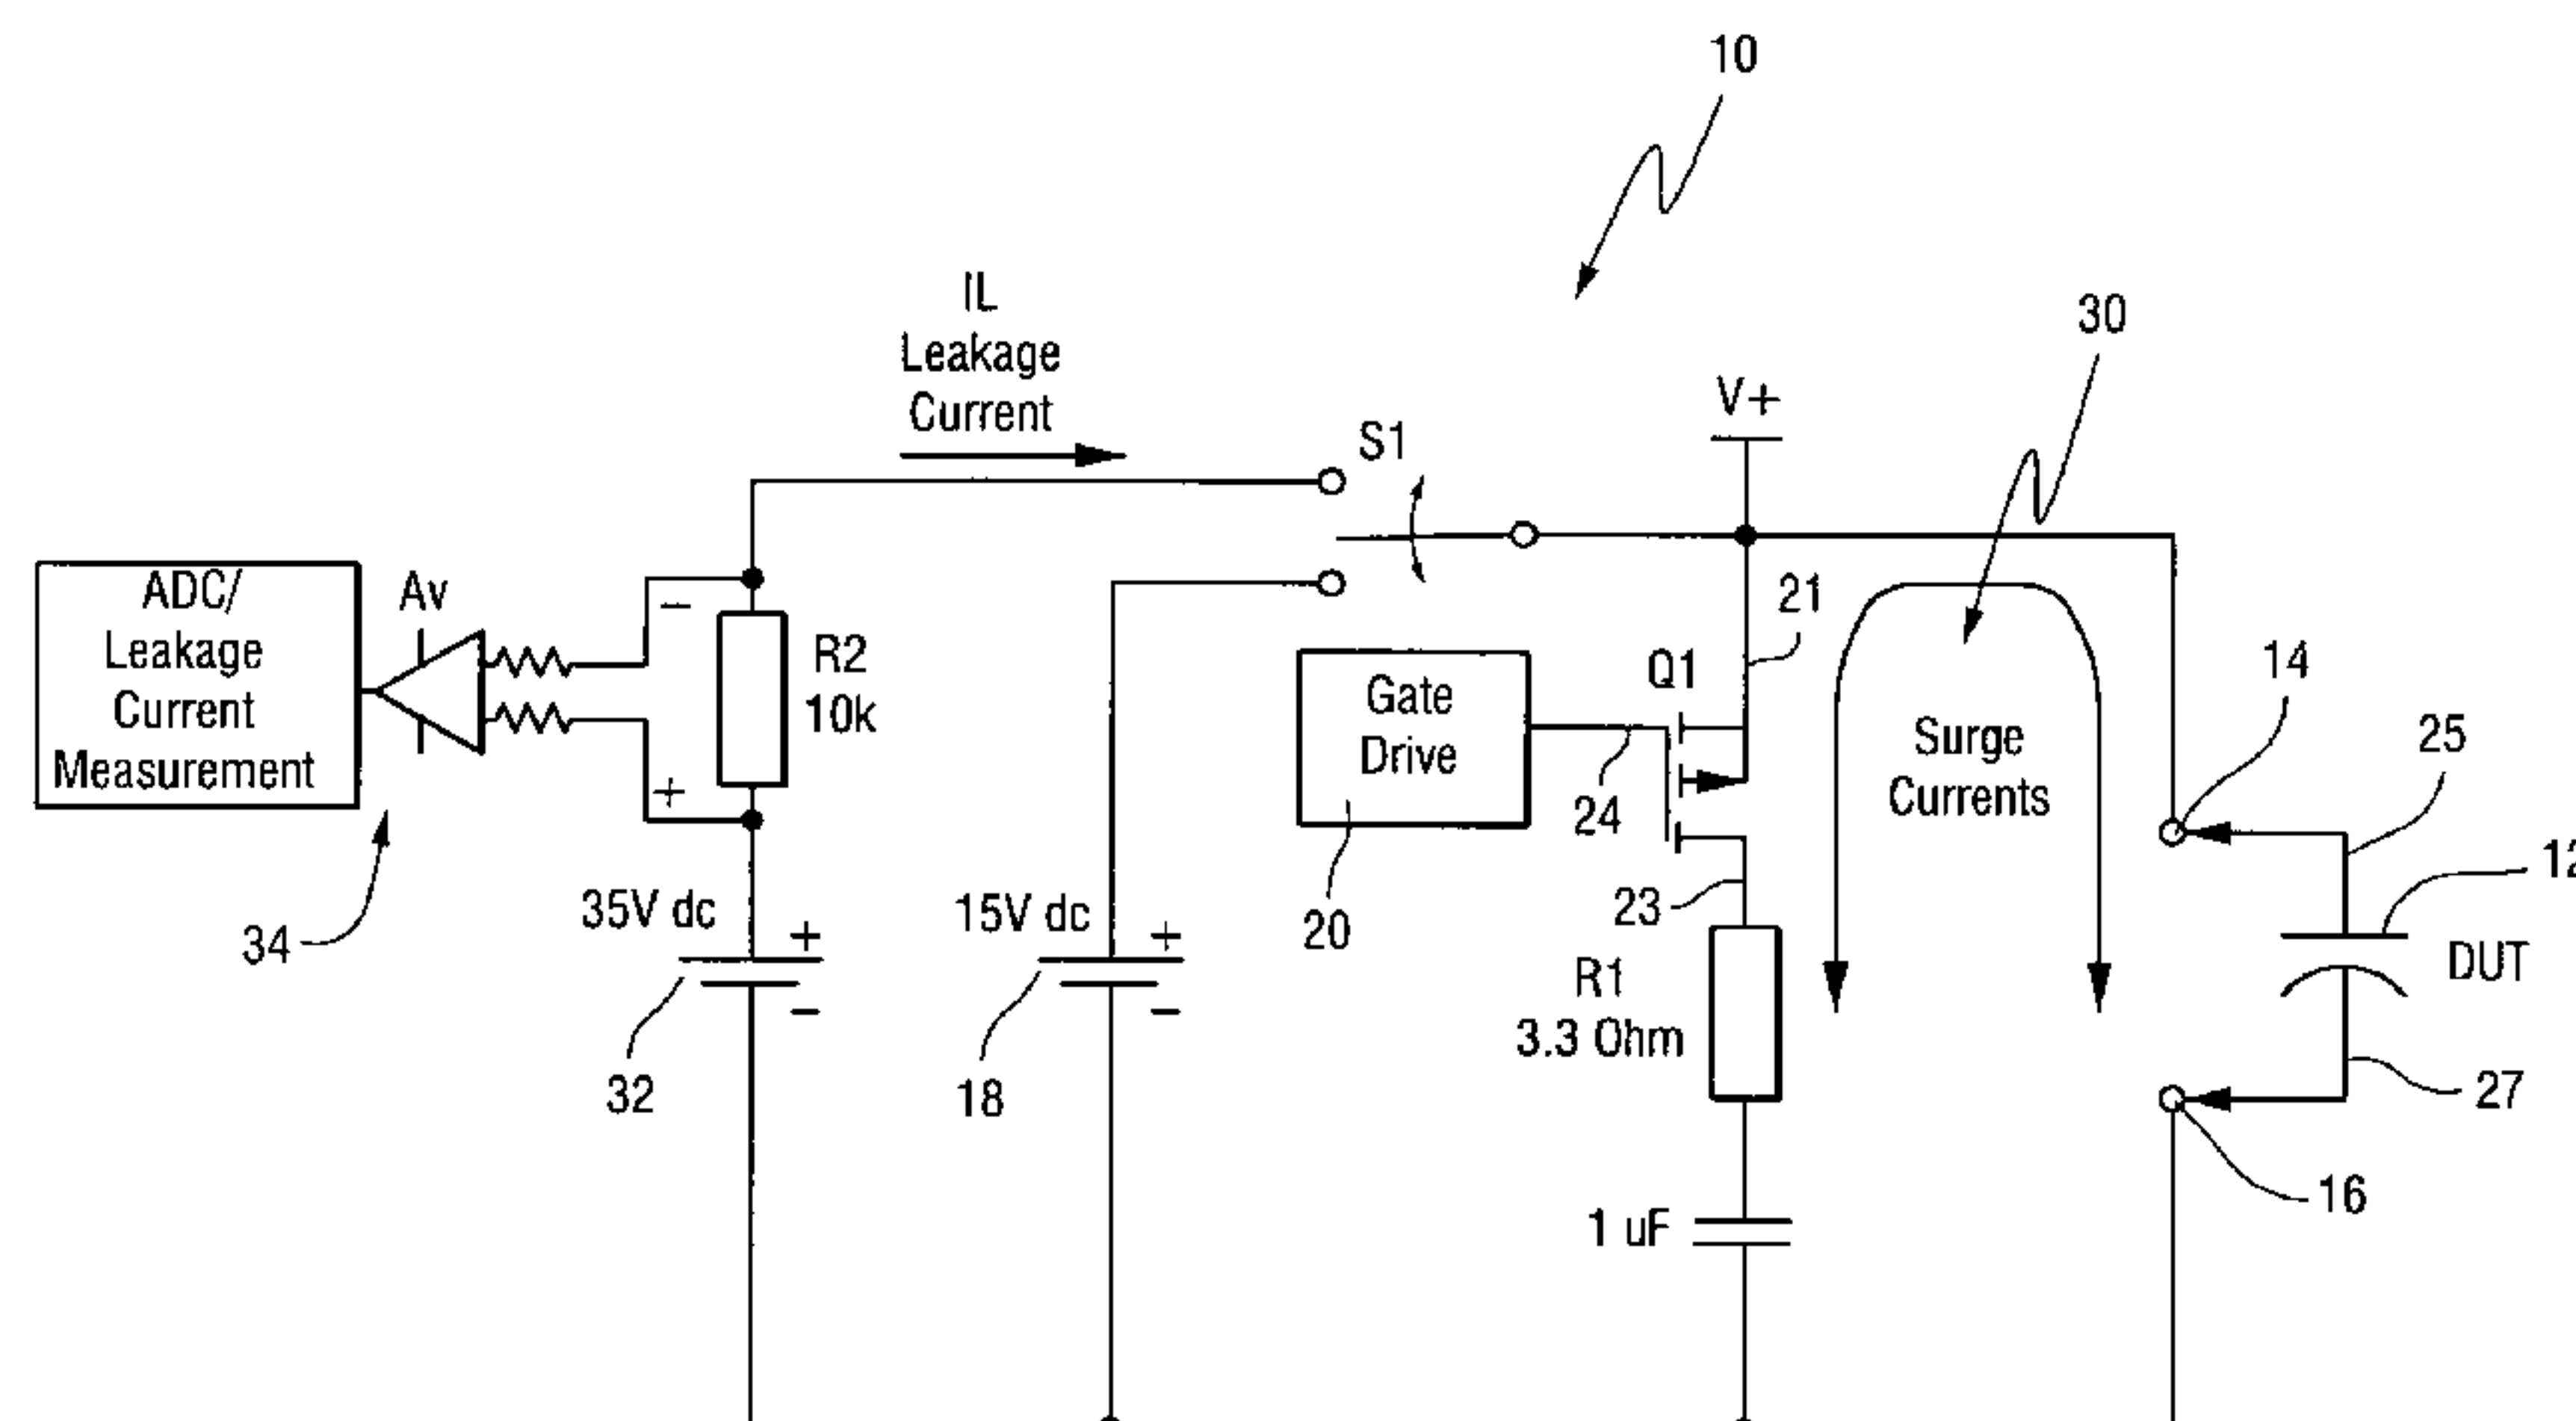 10
IL
Leakage
Current
30
V+
S1
ADC/
Leakage
Current
Measurement
Av
−
+
R2
10k
21
Q1
14
Gate
Drive
Surge
Currents
25
24
12
34
35V dc
+
−
15V dc
+
−
20
23
R1
3.3 Ohm
DUT
32
18
27
16
1 uF